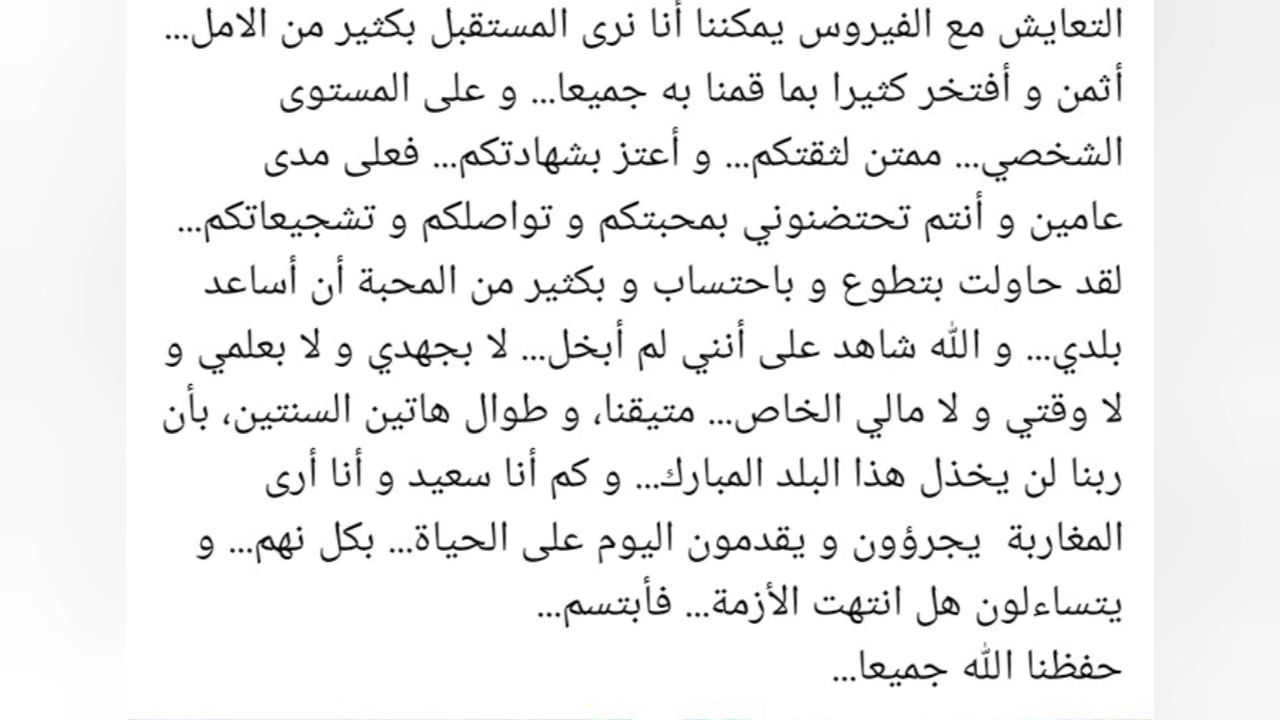 التعايش مع الفيروس يمكننا أنا نرى المستقبل بكثير من الامل...
أثمن و أفتخر كثيرا بما قمنا به جميعا... و على المستوى
الشخصي... ممتن لثقتكم... و أعتز بشهادتكم... فعلى مدى
عامين و أنتم تحتضنوني بمحبتكم و تواصلكم و تشجيعاتكم...
لقد حاولت بتطوع و باحتساب و بكثير من المحبة أن أساعد
بلدي... و الله شاهد على أنني لم أبخل... لا بجهدي و لا بعلمي و
لا وقتي و لا مالي الخاص... متيقنا، و طوال هاتين السنتين، بأن
ربنا لن يخذل هذا البلد المبارك... و كم أنا سعيد و أنا أرى
المغاربة يجرؤون و يقدمون اليوم على الحياة... بكل نهم... و
يتساءلون هل انتهت الأزمة... فأبتسم...
حفظنا الله جميعا...